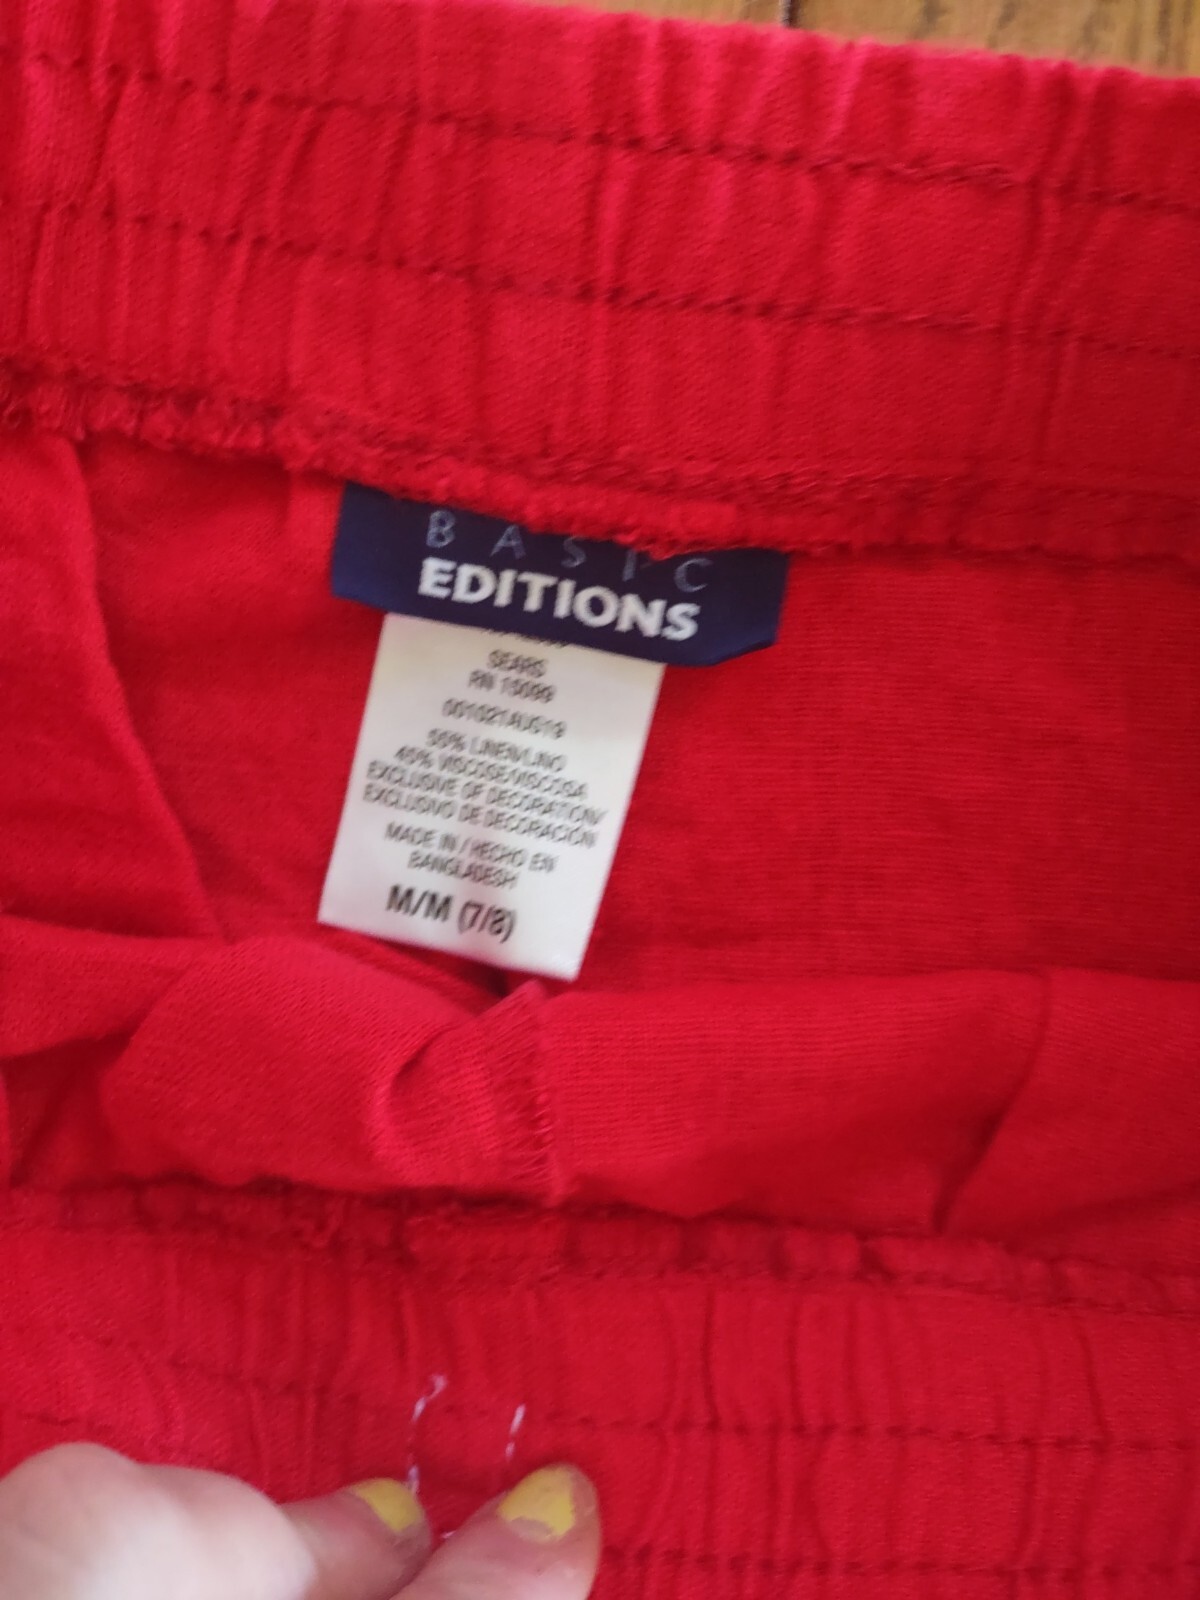 BASIC
EDITIONS
SEARS
RN 15099
001021AUG19
55% LINEN/LINO
45% VISCOSE/VISCOSA
EXCLUSIVE OF DECORATION/
EXCLUSIVO DE DECORACIÓN
MADE IN / HECHO EN
BANGLADESH
M/M (7/8)